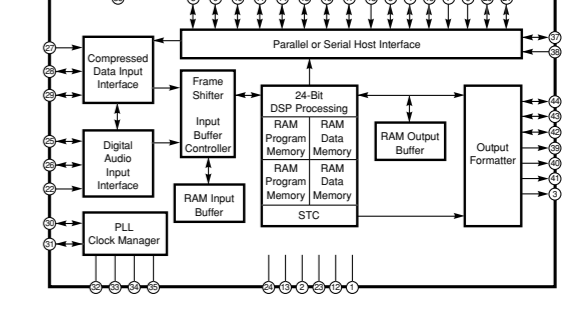 27
28
29
25
26
22
30
31
37
38
Parallel or Serial Host Interface
Compressed
Data Input
Interface
Digital
Audio
Input
Interface
PLL
Clock Manager
Frame
Shifter
Input
Buffer
Controller
RAM Input
Buffer
24-Bit
DSP Processing
RAM
Program
Memory
RAM
Data
Memory
RAM
Program
Memory
RAM
Data
Memory
STC
RAM Output
Buffer
Output
Formatter
44
43
42
39
40
41
3
32
33
34
35
24
13
2
23
12
1